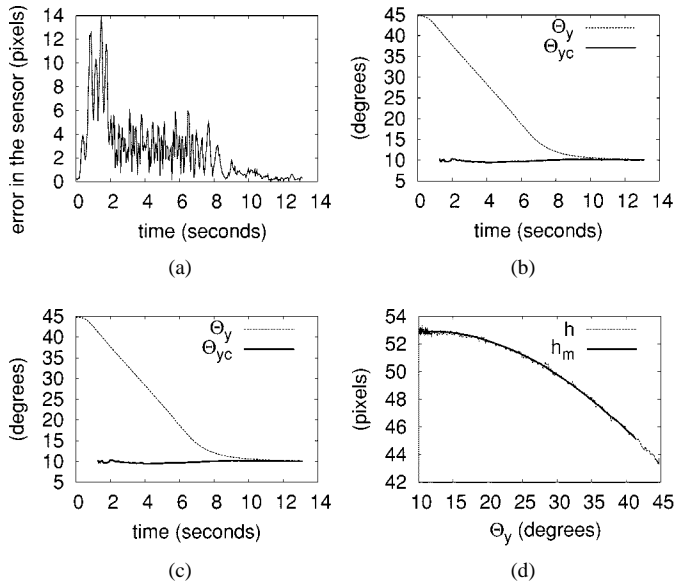 error in the sensor (pixels)
14
12
10
8
6
4
2
0
0 2 4 6 8 10 12 14
time (seconds)
(a)
(degrees)
45
40
35
30
25
20
15
10
5
Θy
Θyc
0 2 4 6 8 10 12 14
time (seconds)
(b)
(degrees)
45
40
35
30
25
20
15
10
5
Θy
Θyc
0 2 4 6 8 10 12 14
time (seconds)
(c)
(pixels)
54
52
50
48
46
44
42
h
hm
10 15 20 25 30 35 40 45
Θy (degrees)
(d)